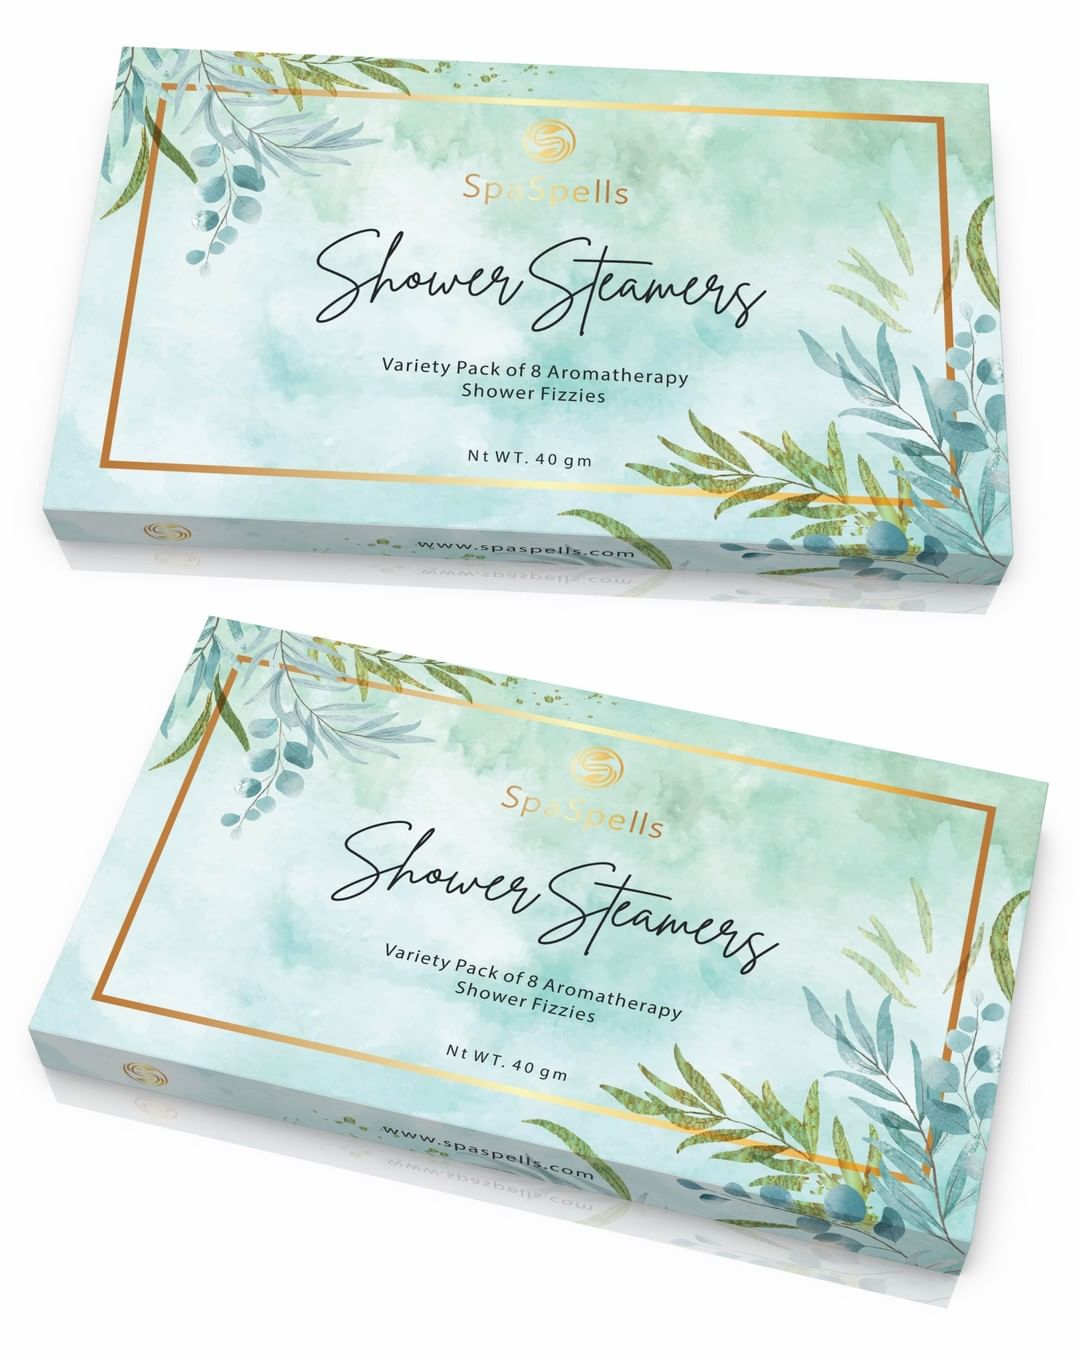 SpaSpells
Shower Steamers
Variety Pack of 8 Aromatherapy
Shower Fizzies
Nt WT. 40 gm
www.spaspells.com
SpaSpells
Shower Steamers
Variety Pack of 8 Aromatherapy
Shower Fizzies
Nt WT. 40 gm
www.spaspells.com